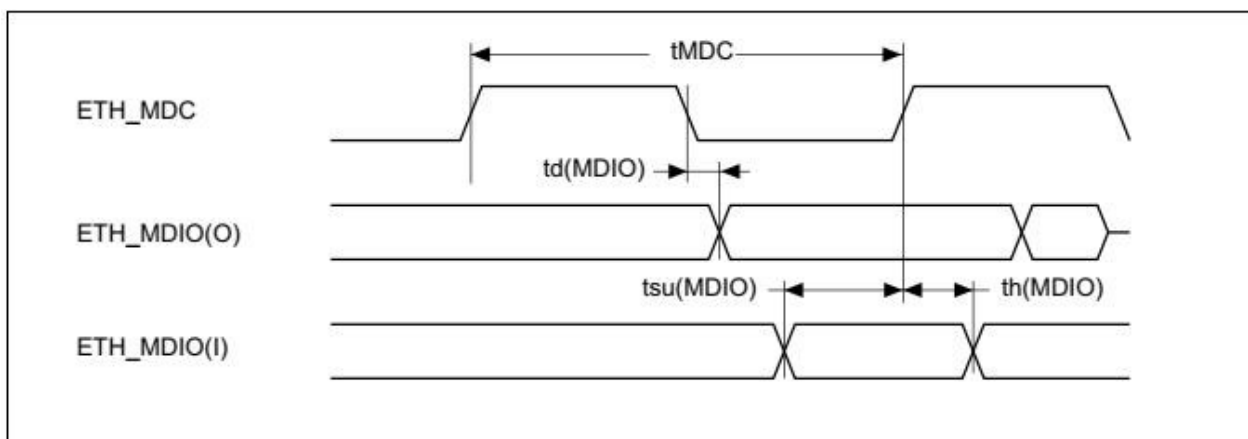 tMDC
ETH_MDC
td(MDIO)
ETH_MDIO(O)
tsu(MDIO)
th(MDIO)
ETH_MDIO(I)